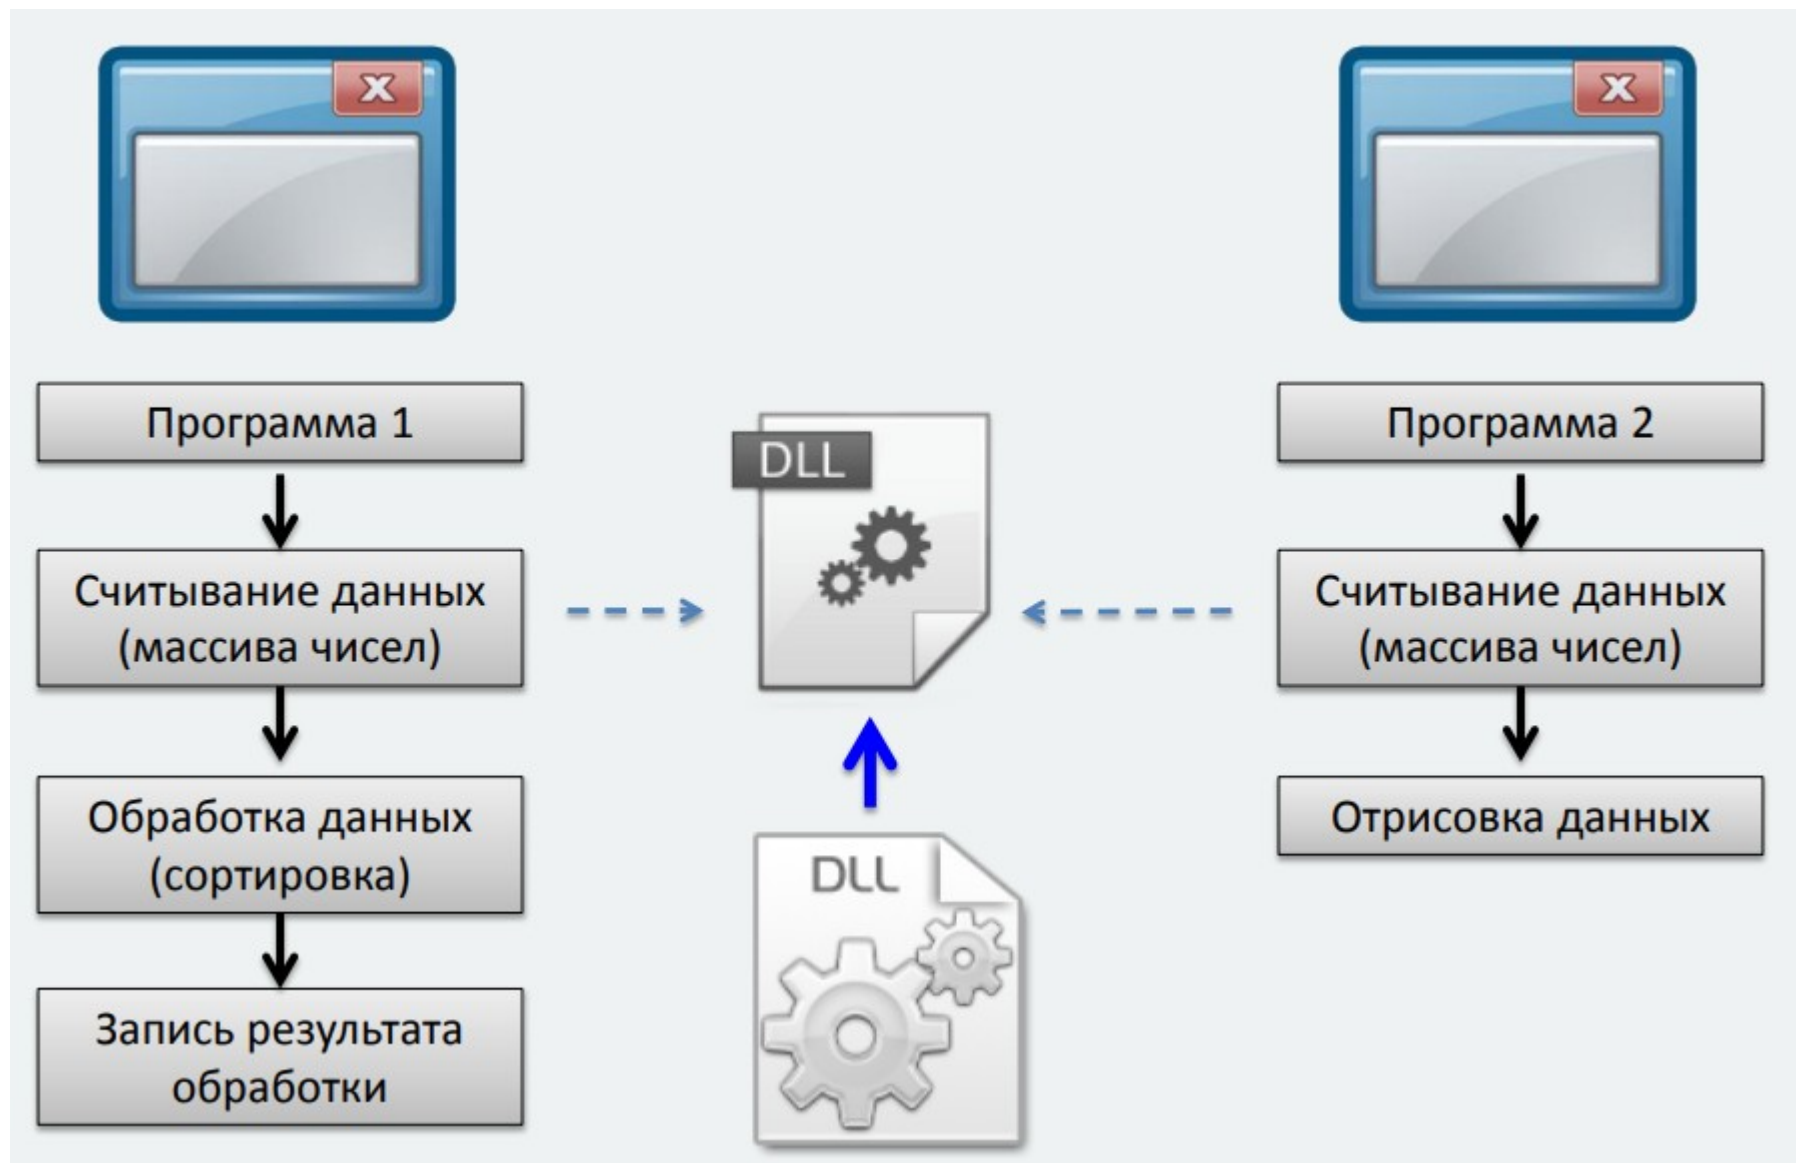 Программа 1
Считывание данных
(массива чисел)
Обработка данных
(сортировка)
Запись результата
обработки
DLL
DLL
Программа 2
Считывание данных
(массива чисел)
Отрисовка данных